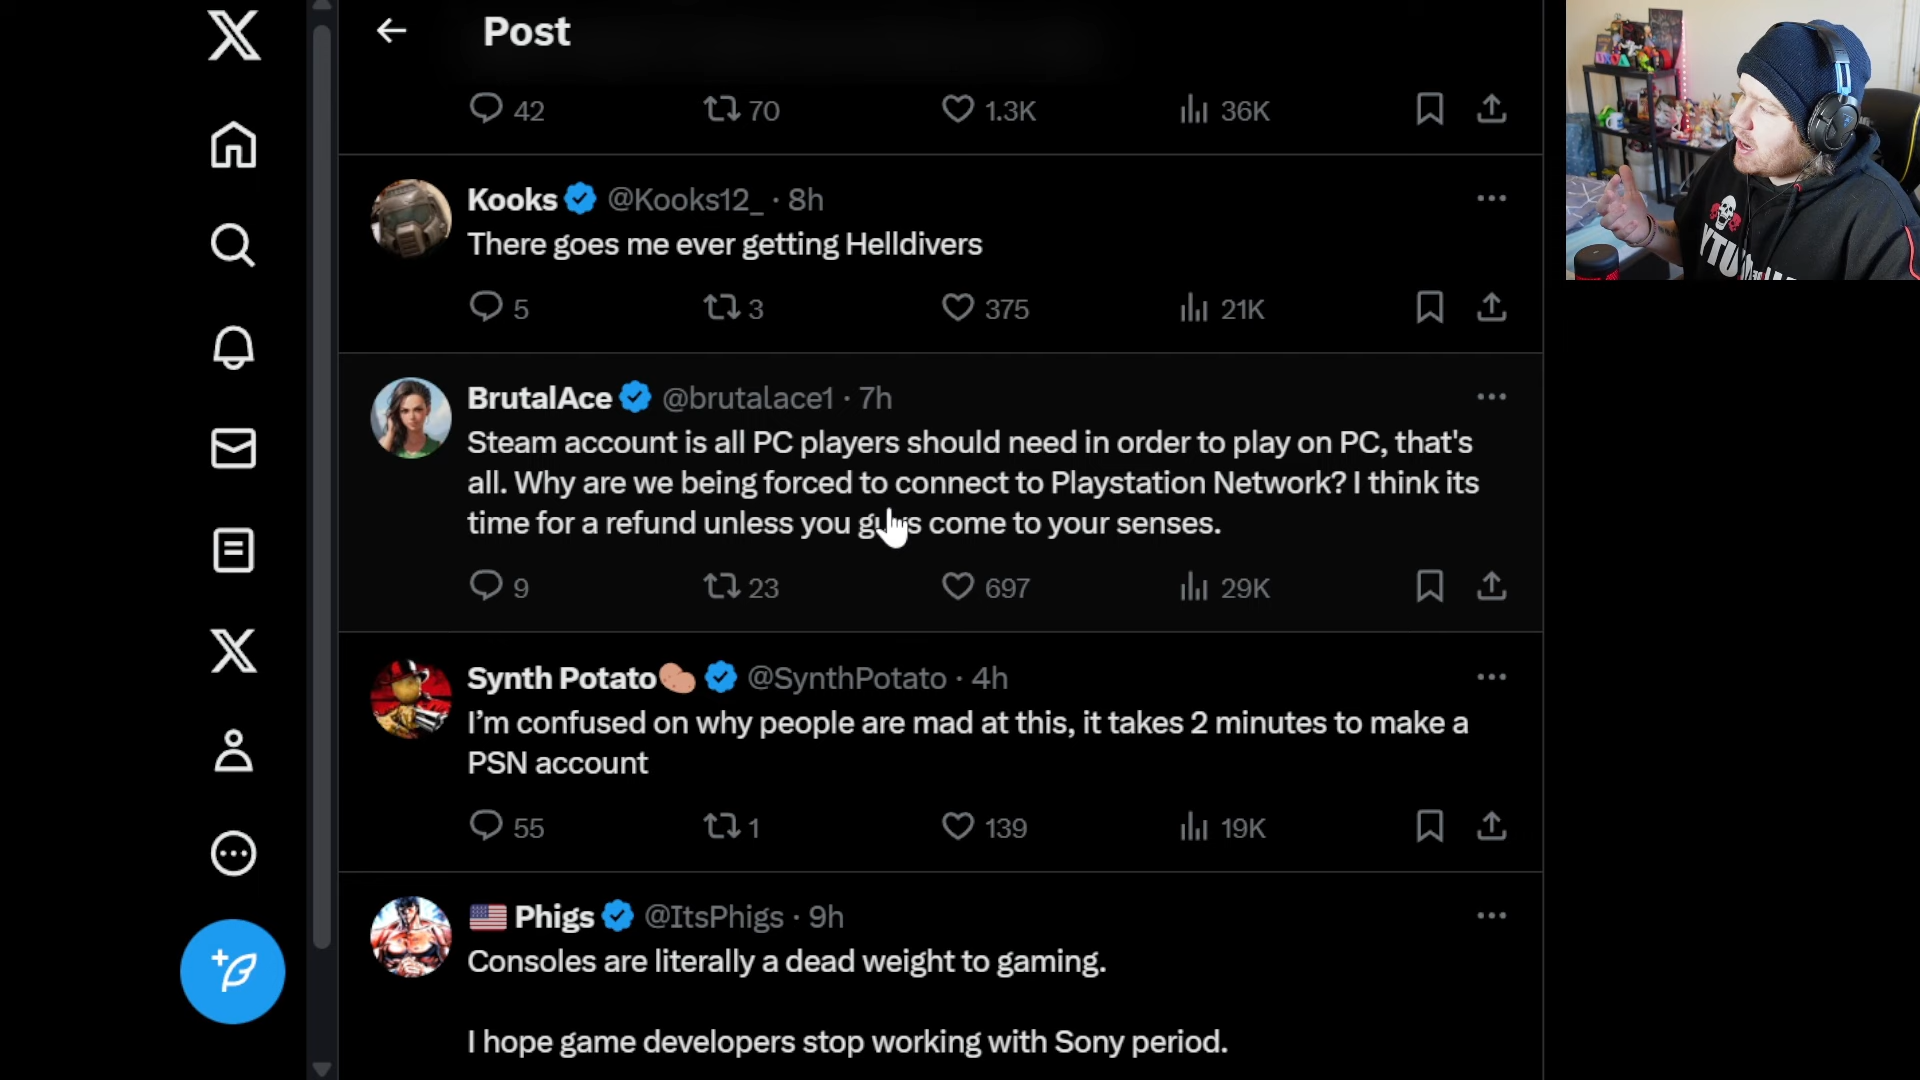 Post
42 70 1.3K 36K
Kooks @Kooks12_ · 8h
There goes me ever getting Helldivers
5 3 375 21K
BrutalAce @brutalace1 · 7h
Steam account is all PC players should need in order to play on PC, that's
all. Why are we being forced to connect to Playstation Network? I think its
time for a refund unless you guys come to your senses.
9 23 697 29K
Synth Potato🥔 @SynthPotato · 4h
I’m confused on why people are mad at this, it takes 2 minutes to make a
PSN account
55 1 139 19K
🇺🇸 Phigs @ItsPhigs · 9h
Consoles are literally a dead weight to gaming.
I hope game developers stop working with Sony period.